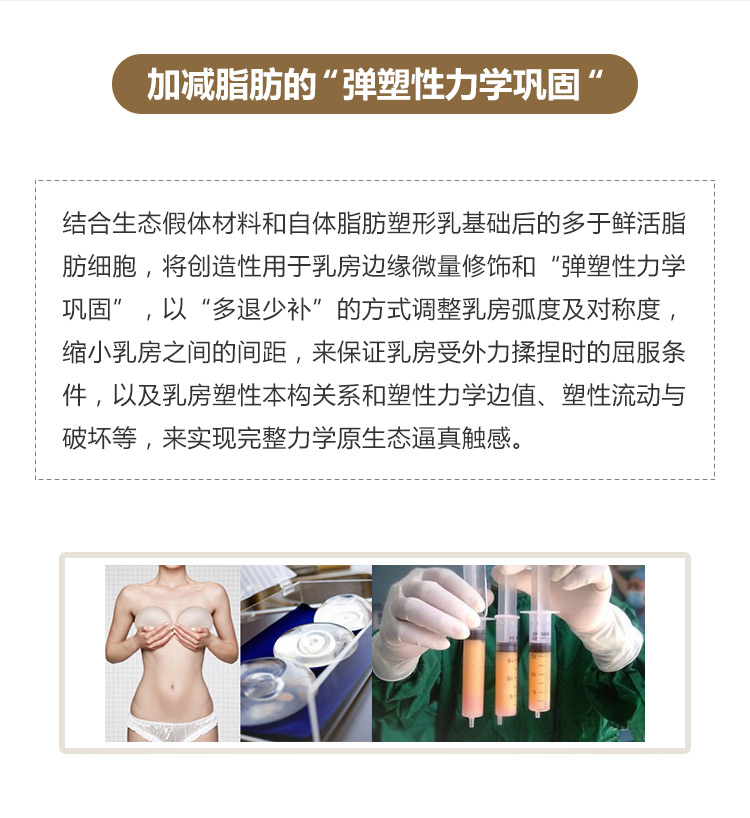 加减脂肪的“弹塑性力学巩固“
结合生态假体材料和自体脂肪塑形乳基础后的多于鲜活脂
肪细胞，将创造性用于乳房边缘微量修饰和“弹塑性力学
巩固”，以“多退少补”的方式调整乳房弧度及对称度，
缩小乳房之间的间距，来保证乳房受外力揉捏时的屈服条
件，以及乳房塑性本构关系和塑性力学边值、塑性流动与
破坏等，来实现完整力学原生态逼真触感。